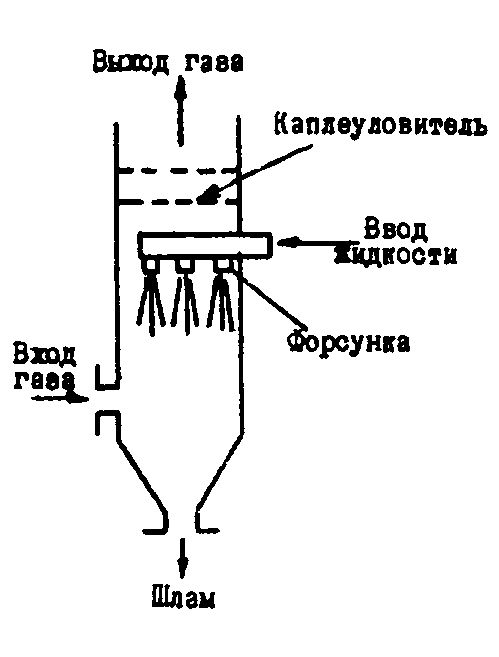 Выход газа
Каплеуловитель
Ввод
жидкости
Форсунка
Вход
газа
Шлам